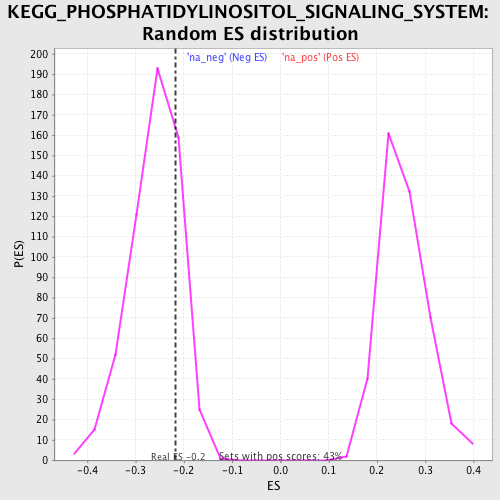 KEGG_PHOSPHATIDYLINOSITOL_SIGNALING_SYSTEM:
Random ES distribution
'na_neg' (Neg ES) 'na_pos' (Pos ES)
200
190
180
170
160
150
140
130
120
110
100
90
80
70
60
50
40
30
20
10
0
P(ES)
Real ES -0.2
Sets with pos scores: 43%
-0.4 -0.3 -0.2 -0.1 0.0 0.1 0.2 0.3 0.4
ES